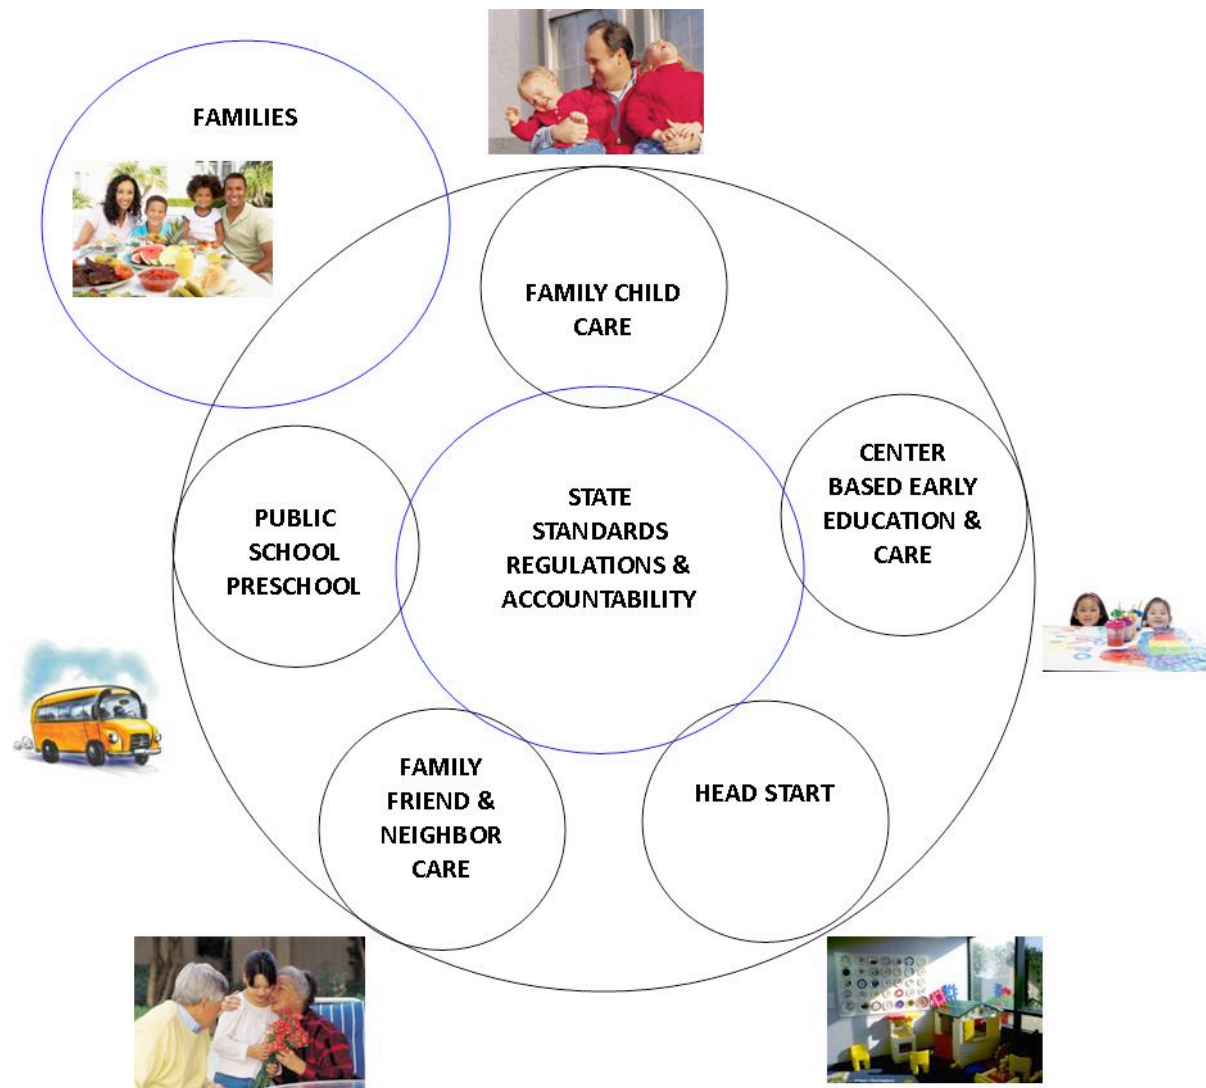 FAMILIES
FAMILY CHILD
CARE
CENTER
BASED EARLY
EDUCATION &
CARE
STATE
STANDARDS
REGULATIONS &
ACCOUNTABILITY
PUBLIC
SCHOOL
PRESCHOOL
FAMILY
FRIEND &
NEIGHBOR
CARE
HEAD START